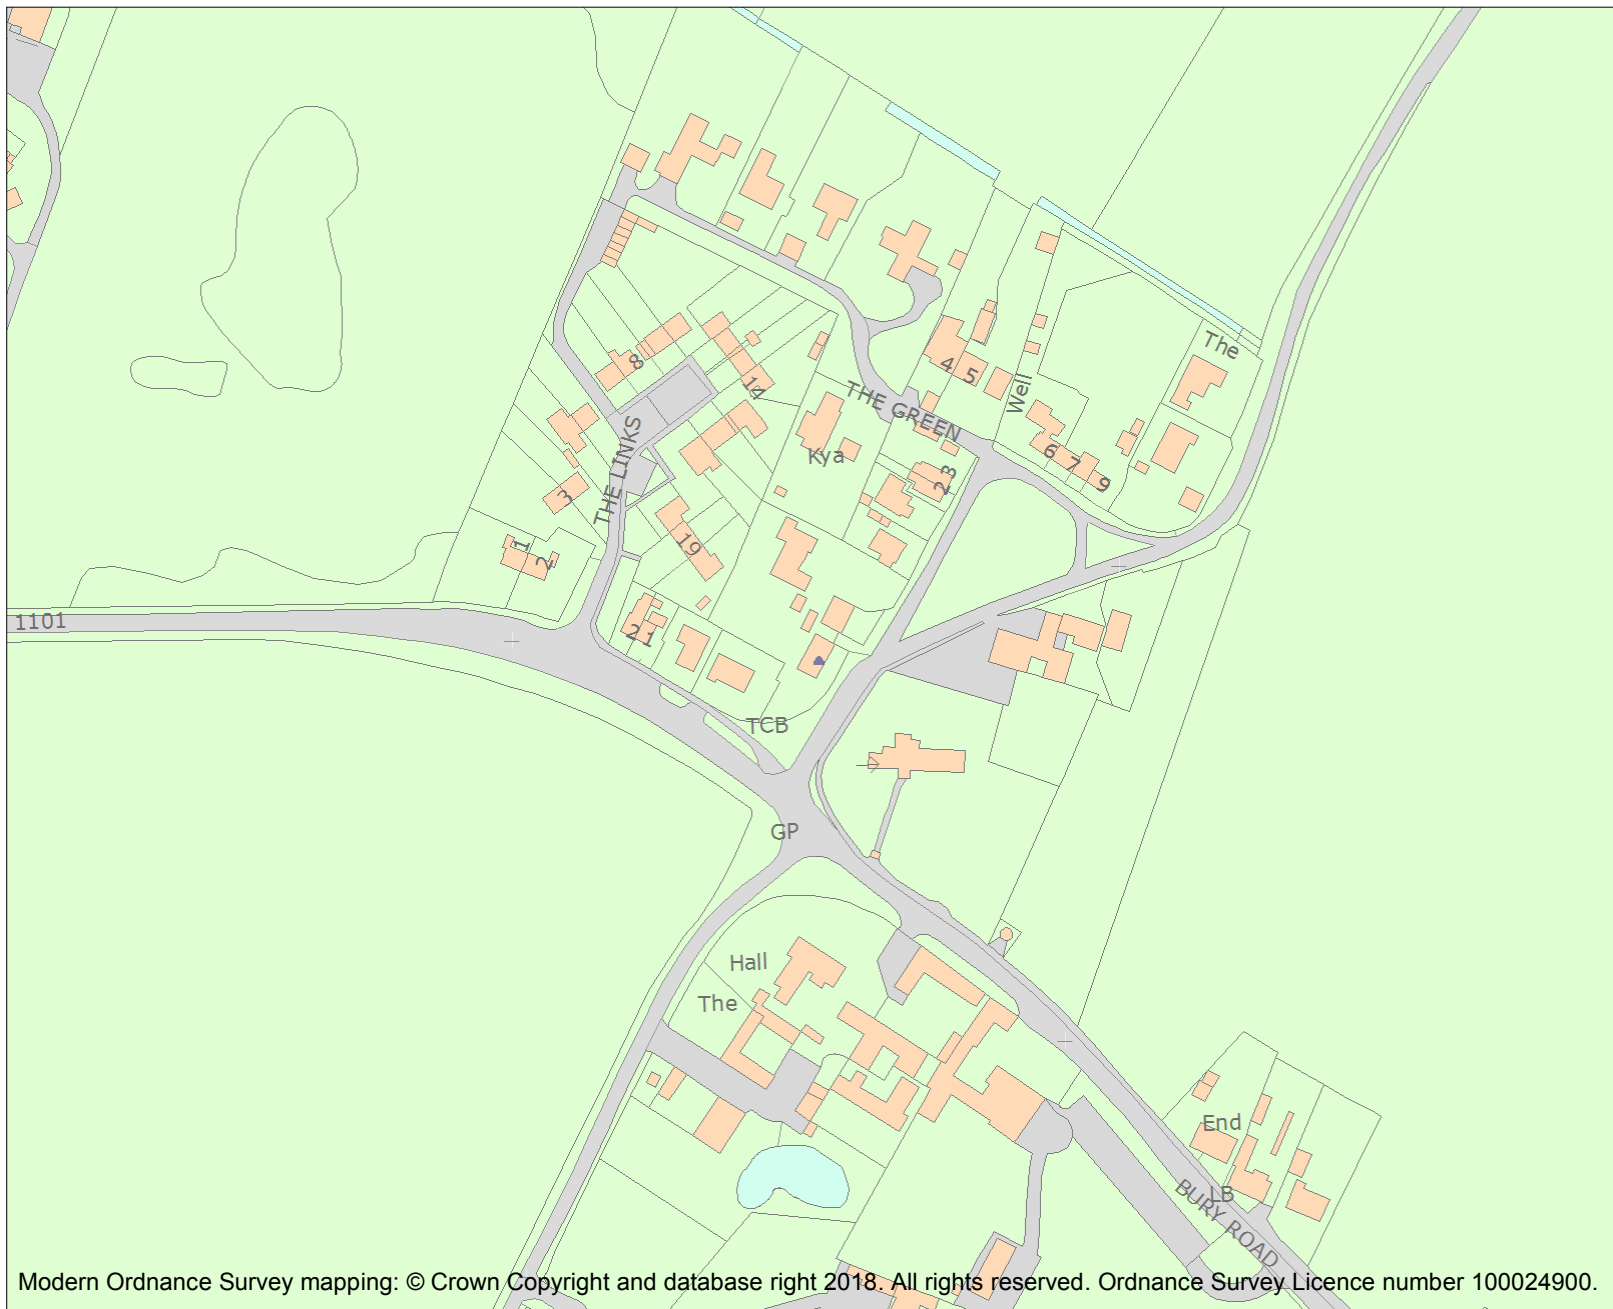 The
8
4
5
Well
14
THE GREEN
THE LINKS
Kya
6
7
9
2
3
3
1
2
19
1101
21
TCB
GP
Hall
The
End
LB
BURY ROAD
Modern Ordnance Survey mapping: © Crown Copyright and database right 2018. All rights reserved. Ordnance Survey Licence number 100024900.